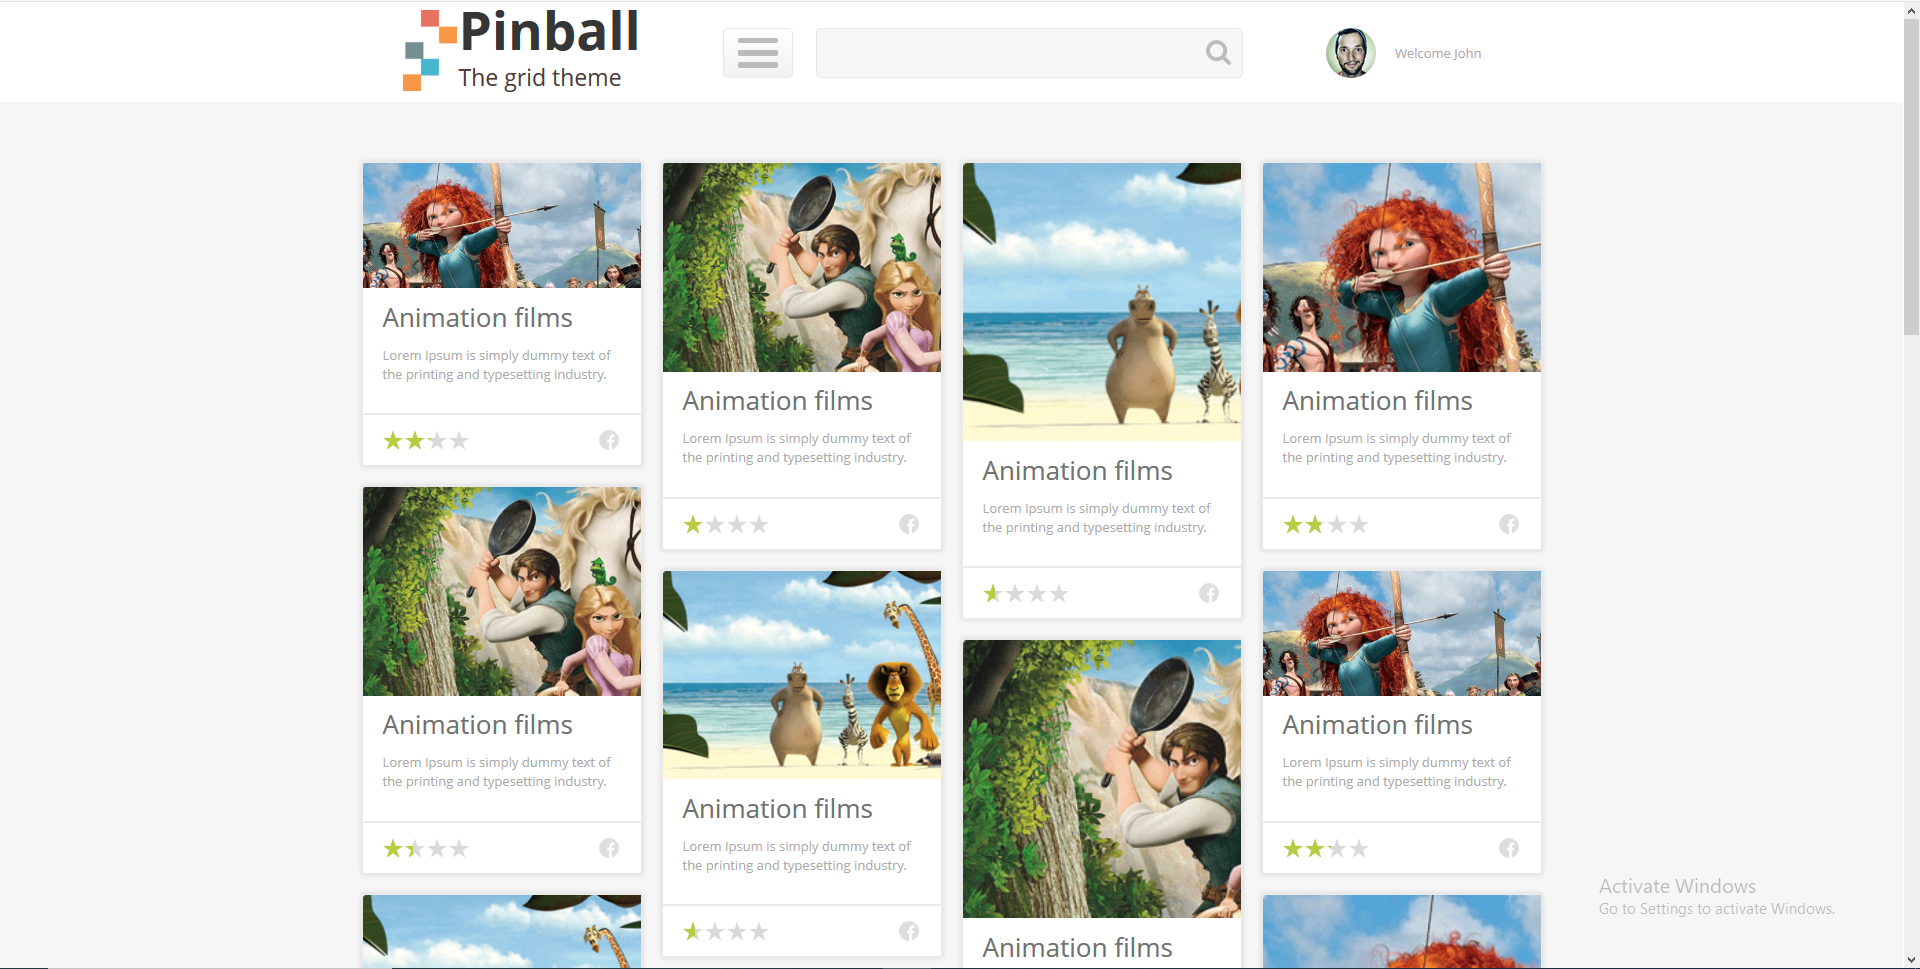 Pinball
The grid theme
Welcome John
Animation films
Lorem Ipsum is simply dummy text of
the printing and typesetting industry.
Animation films
Lorem Ipsum is simply dummy text of
the printing and typesetting industry.
Animation films
Lorem Ipsum is simply dummy text of
the printing and typesetting industry.
Animation films
Lorem Ipsum is simply dummy text of
the printing and typesetting industry.
Animation films
Lorem Ipsum is simply dummy text of
the printing and typesetting industry.
Animation films
Lorem Ipsum is simply dummy text of
the printing and typesetting industry.
Animation films
Animation films
Lorem Ipsum is simply dummy text of
the printing and typesetting industry.
Activate Windows
Go to Settings to activate Windows.